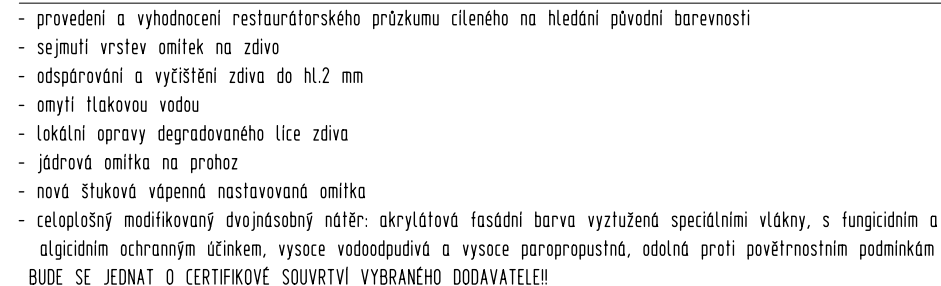 - provedení a vyhodnocení restaurátorského průzkumu cíleného na hledání původní barevnosti
- sejmutí vrstev omítek na zdivo
- odspárování a vyčištění zdiva do hl.2 mm
- omytí tlakovou vodou
- lokální opravy degradovaného líce zdiva
- jádrová omítka na prohoz
- nová štuková vápenná nastavovaná omítka
- celoplošný modifikovaný dvojnásobný nátěr: akrylátová fasádní barva vyztužená speciálními vlákny, s fungicidním a
algicidním ochranným účinkem, vysoce vodoodpudivá a vysoce paropropustná, odolná proti povětrnostním podmínkám
BUDE SE JEDNAT O CERTIFIKOVÉ SOUVRTVÍ VYBRANÉHO DODAVATELE!!